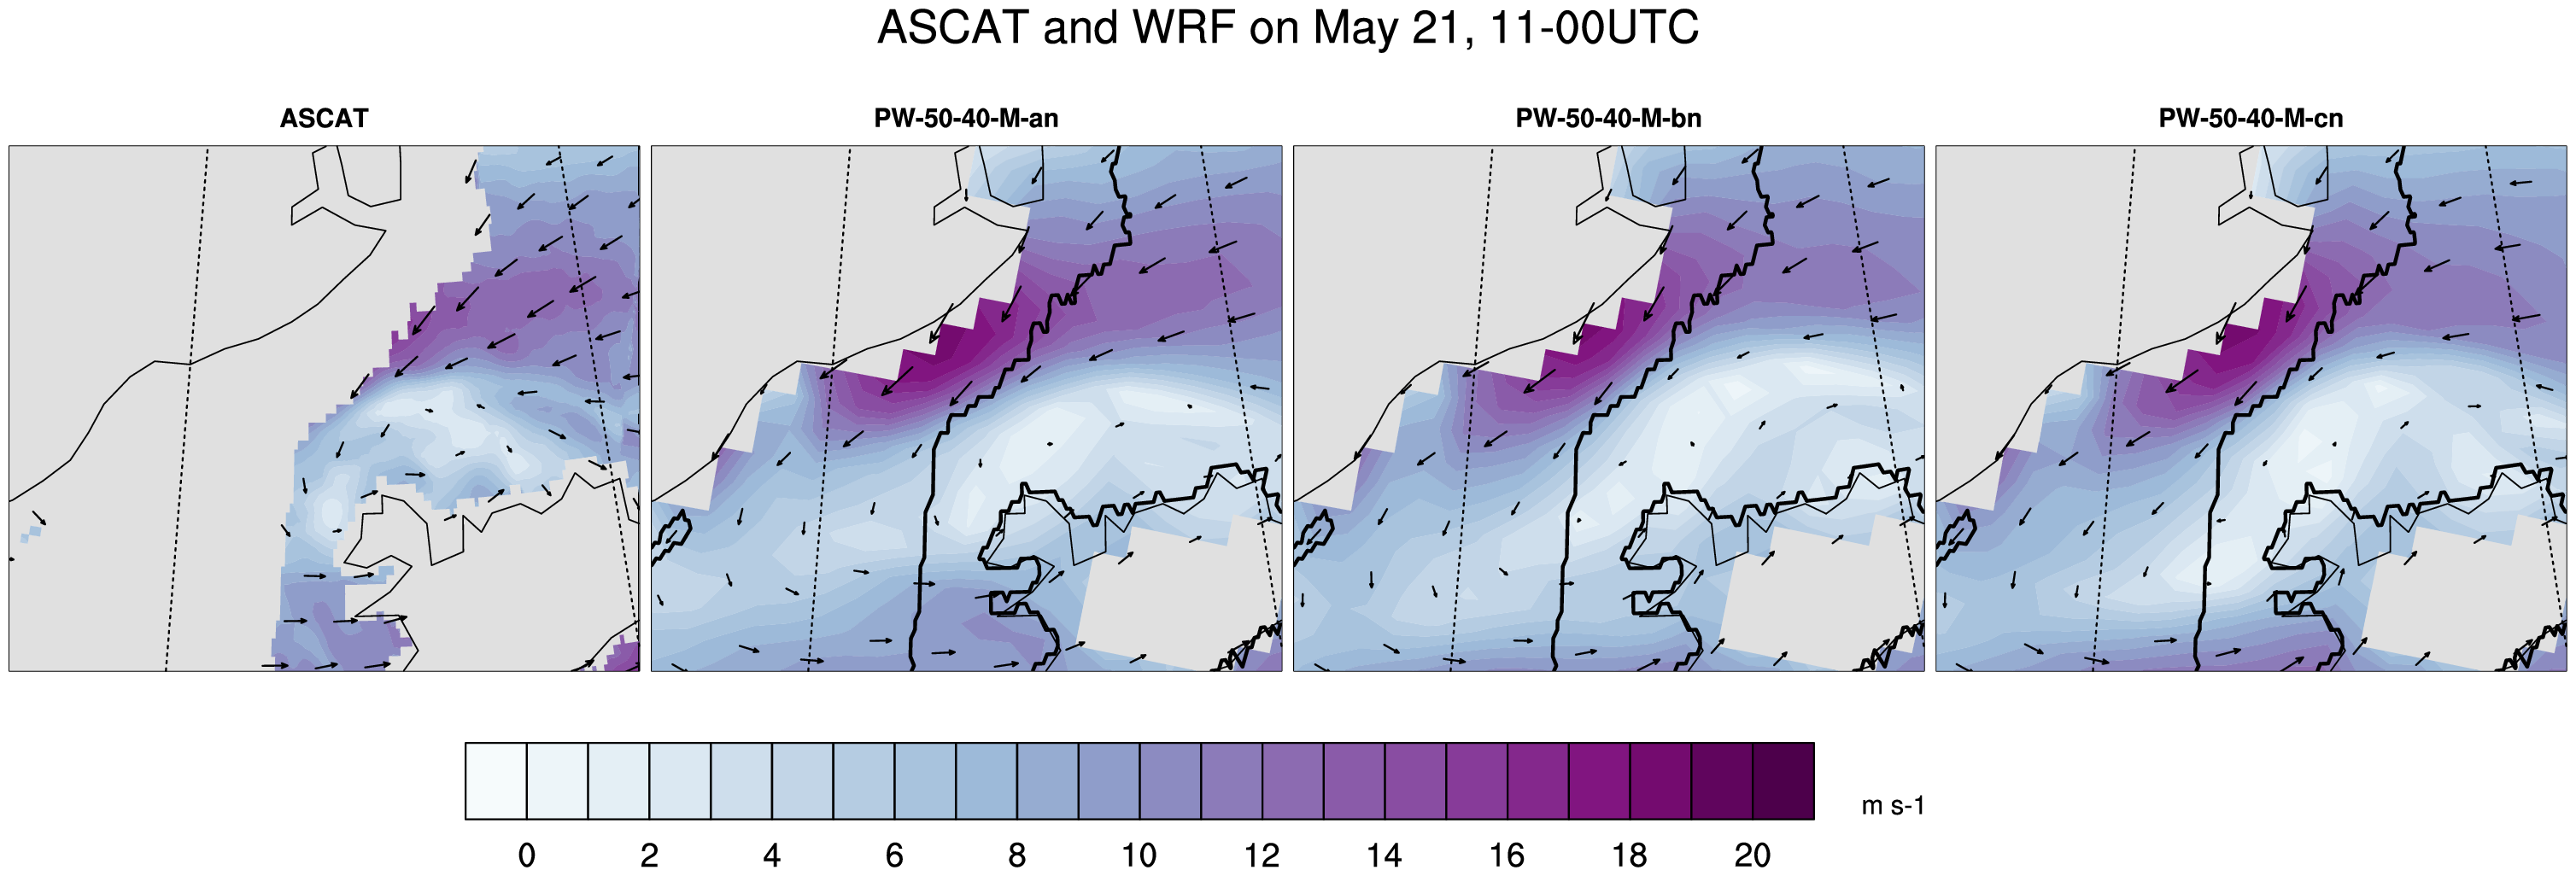 ASCAT and WRF on May 21, 11-00UTC
ASCAT
PW-50-40-M-an
PW-50-40-M-bn
PW-50-40-M-cn
0 2 4 6 8 10 12 14 16 18 20
m s-1